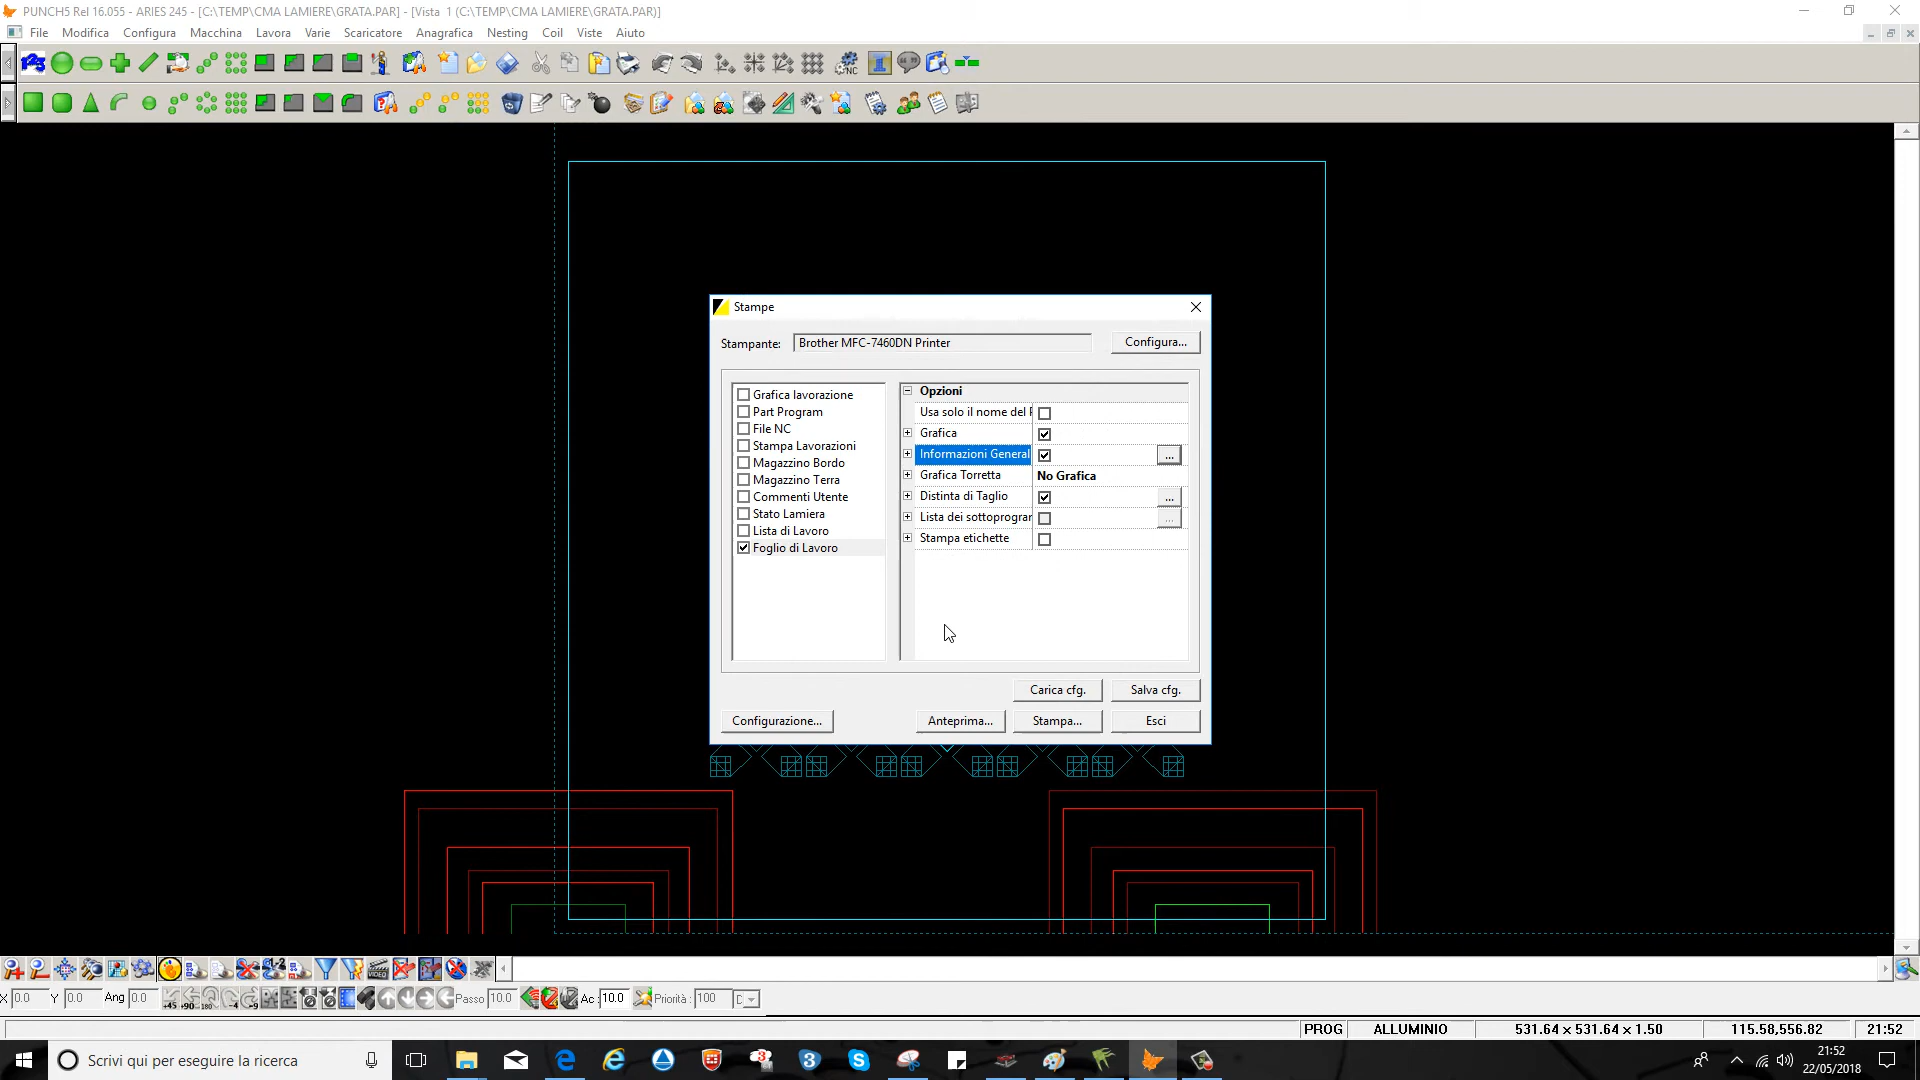 PUNCH5 Rel 16.055 - ARIES 245 - [C:\TEMP\CMA LAMIERE\GRATA.PAR] - [Vista 1 (C:\TEMP\CMA LAMIERE\GRATA.PAR)]
File Modifica Configura Macchina Lavora Varie Scaricatore Anagrafica Nesting Coil Viste Aiuto
Stampe
Stampante: Brother MFC-7460DN Printer Configura...
Grafica lavorazione
Part Program
File NC
Stampa Lavorazioni
Magazzino Bordo
Magazzino Terra
Commenti Utente
Stato Lamiera
Lista di Lavoro
Foglio di Lavoro
Opzioni
Usa solo il nome del
Grafica
Informazioni General
...
Grafica Torretta No Grafica
Distinta di Taglio ...
Lista dei sottoprogram ...
Stampa etichette
Carica cfg. Salva cfg.
Configurazione... Anteprima... Stampa... Esci
X 0.0 Y 0.0 Ang 0.0 Passo 10.0 Ac: 10.0 Priorità: 100
PROG ALLUMINIO 531.64 x 531.64 x 1.50 115.58,556.82 21:52
Scrivi qui per eseguire la ricerca
21:52
22/05/2018